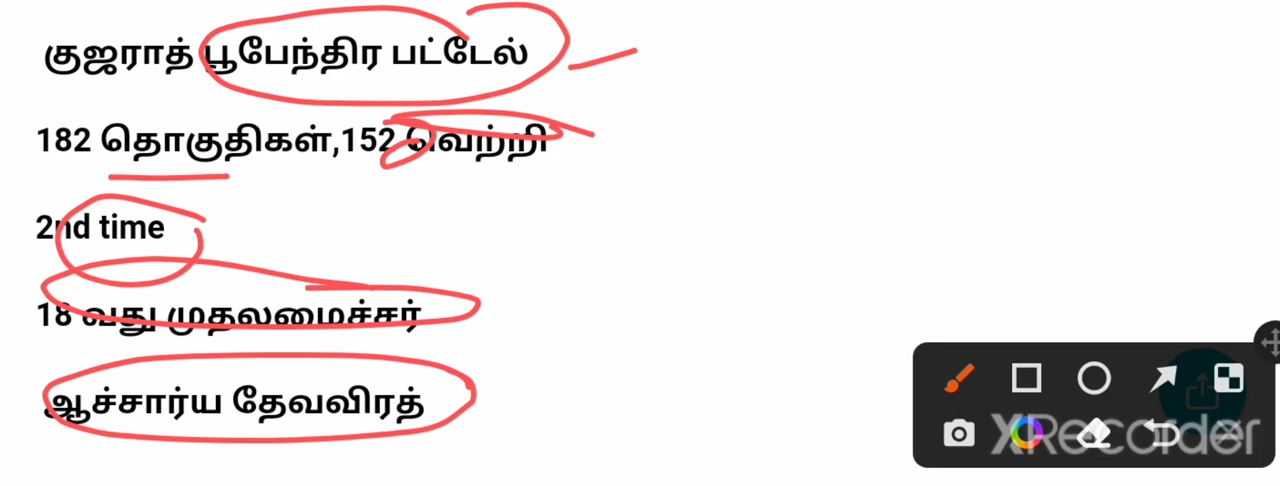 குஜராத் பூபேந்திர பட்டேல்
182 தொகுதிகள்,152 வெற்றி
2nd time
18 வது முதலமைச்சர்
ஆச்சார்ய தேவவிரத்
XRecorder